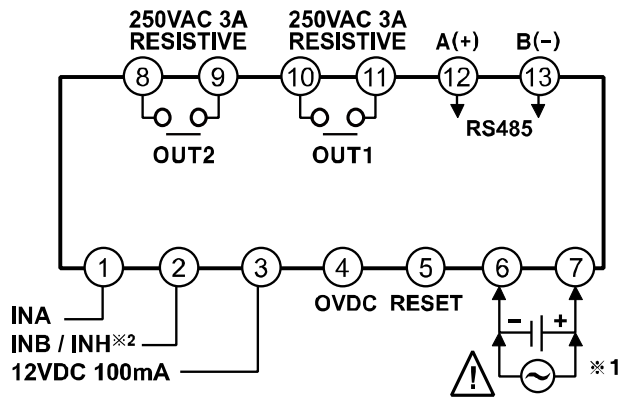 250VAC 3A 250VAC 3A
RESISTIVE RESISTIVE A(+) B(−)
8 9 10 11 12 13
RS485
OUT2 OUT1
1 2 3 4 5 6 7
0VDC RESET
INA
INB / INH※2
12VDC 100mA
− +
! ※1